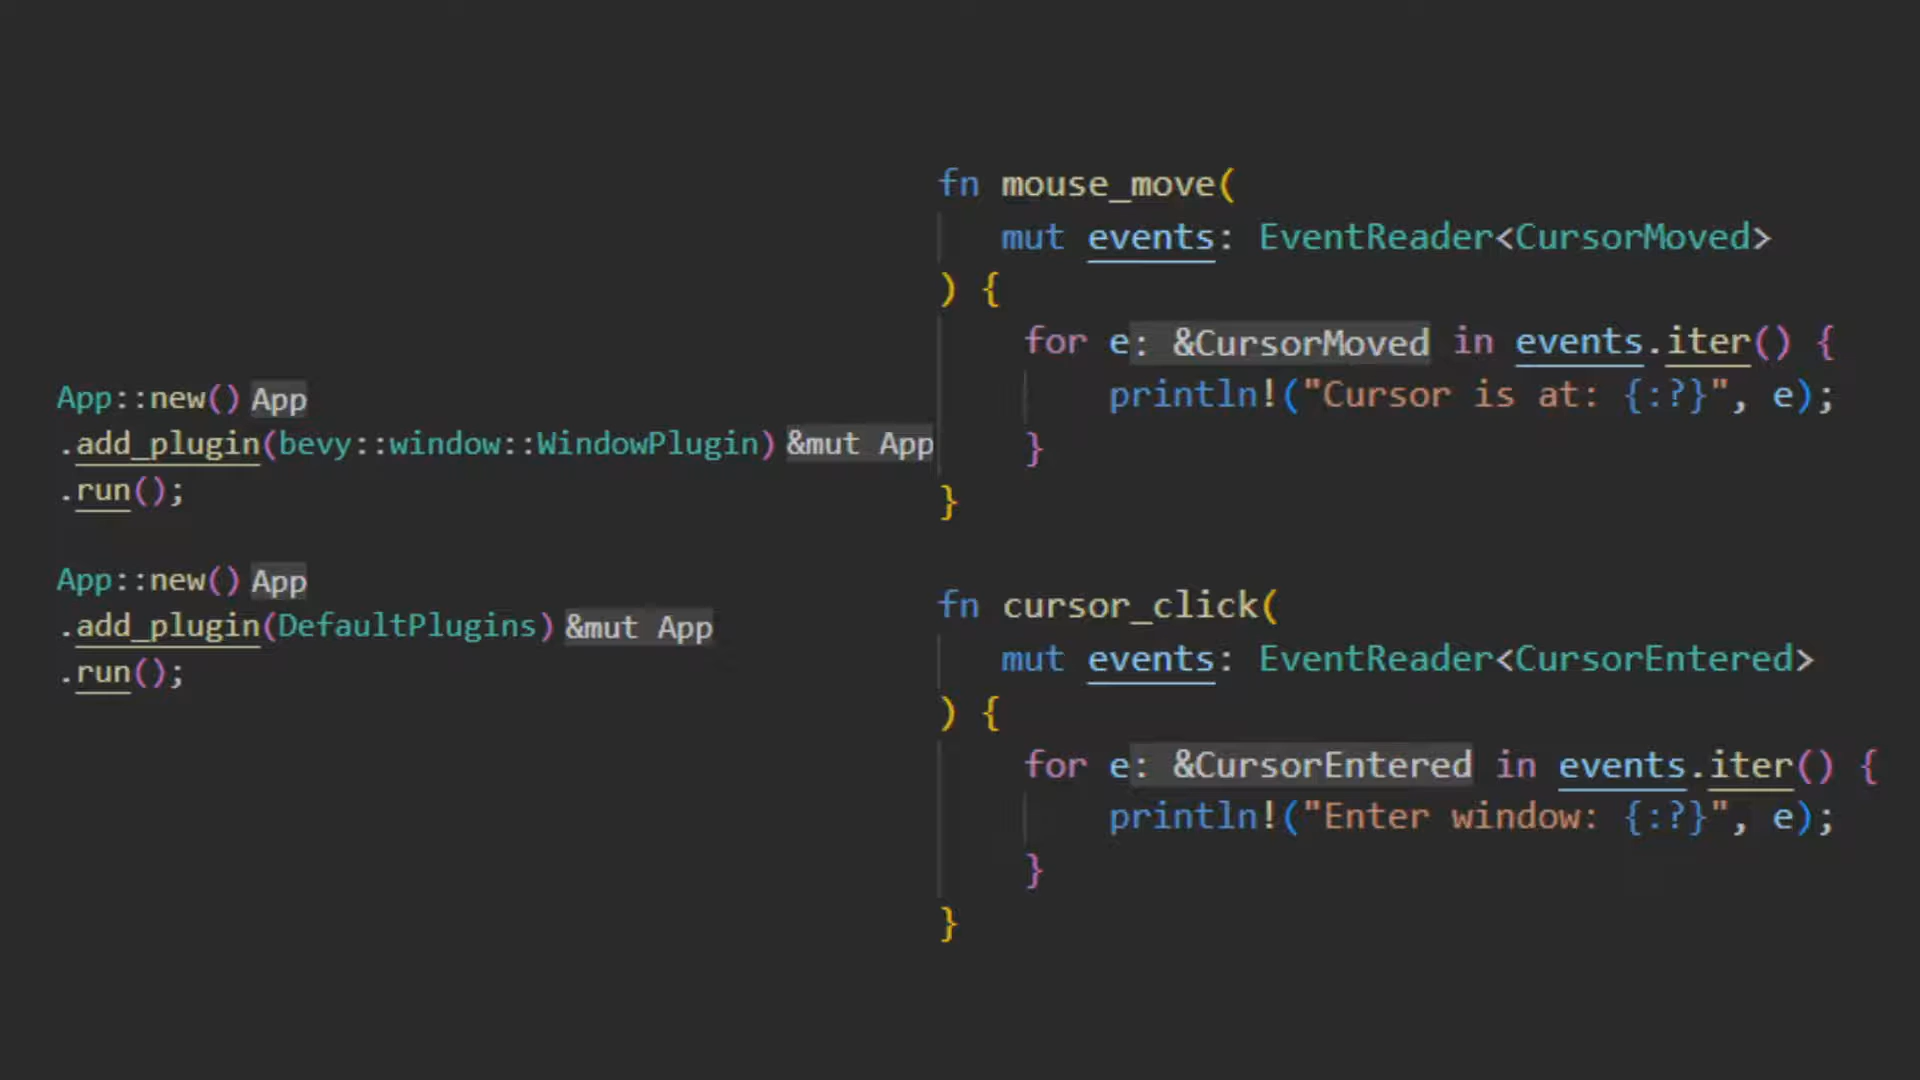 App::new() App
.add_plugin(bevy::window::WindowPlugin) &mut App
.run();
App::new() App
.add_plugin(DefaultPlugins) &mut App
.run();
fn mouse_move(
mut events: EventReader<CursorMoved>
) {
for e: &CursorMoved in events.iter() {
println!("Cursor is at: {:?}", e);
}
}
fn cursor_click(
mut events: EventReader<CursorEntered>
) {
for e: &CursorEntered in events.iter() {
println!("Enter window: {:?}", e);
}
}